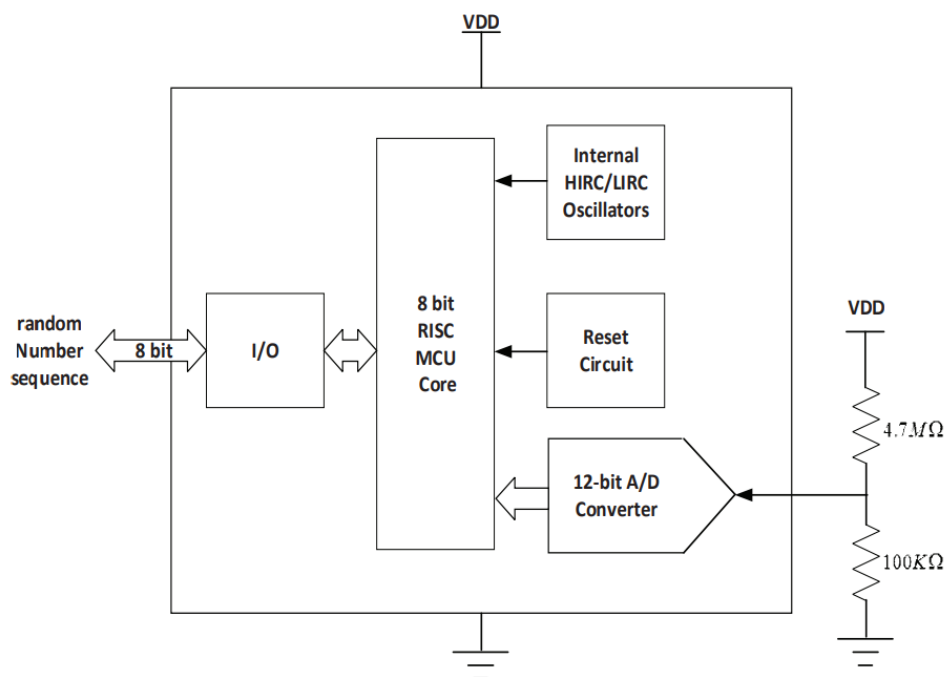 VDD
Internal
HIRC/LIRC
Oscillators
random
Number
sequence
8 bit
I/O
8 bit
RISC
MCU
Core
Reset
Circuit
VDD
4.7MΩ
12-bit A/D
Converter
100KΩ